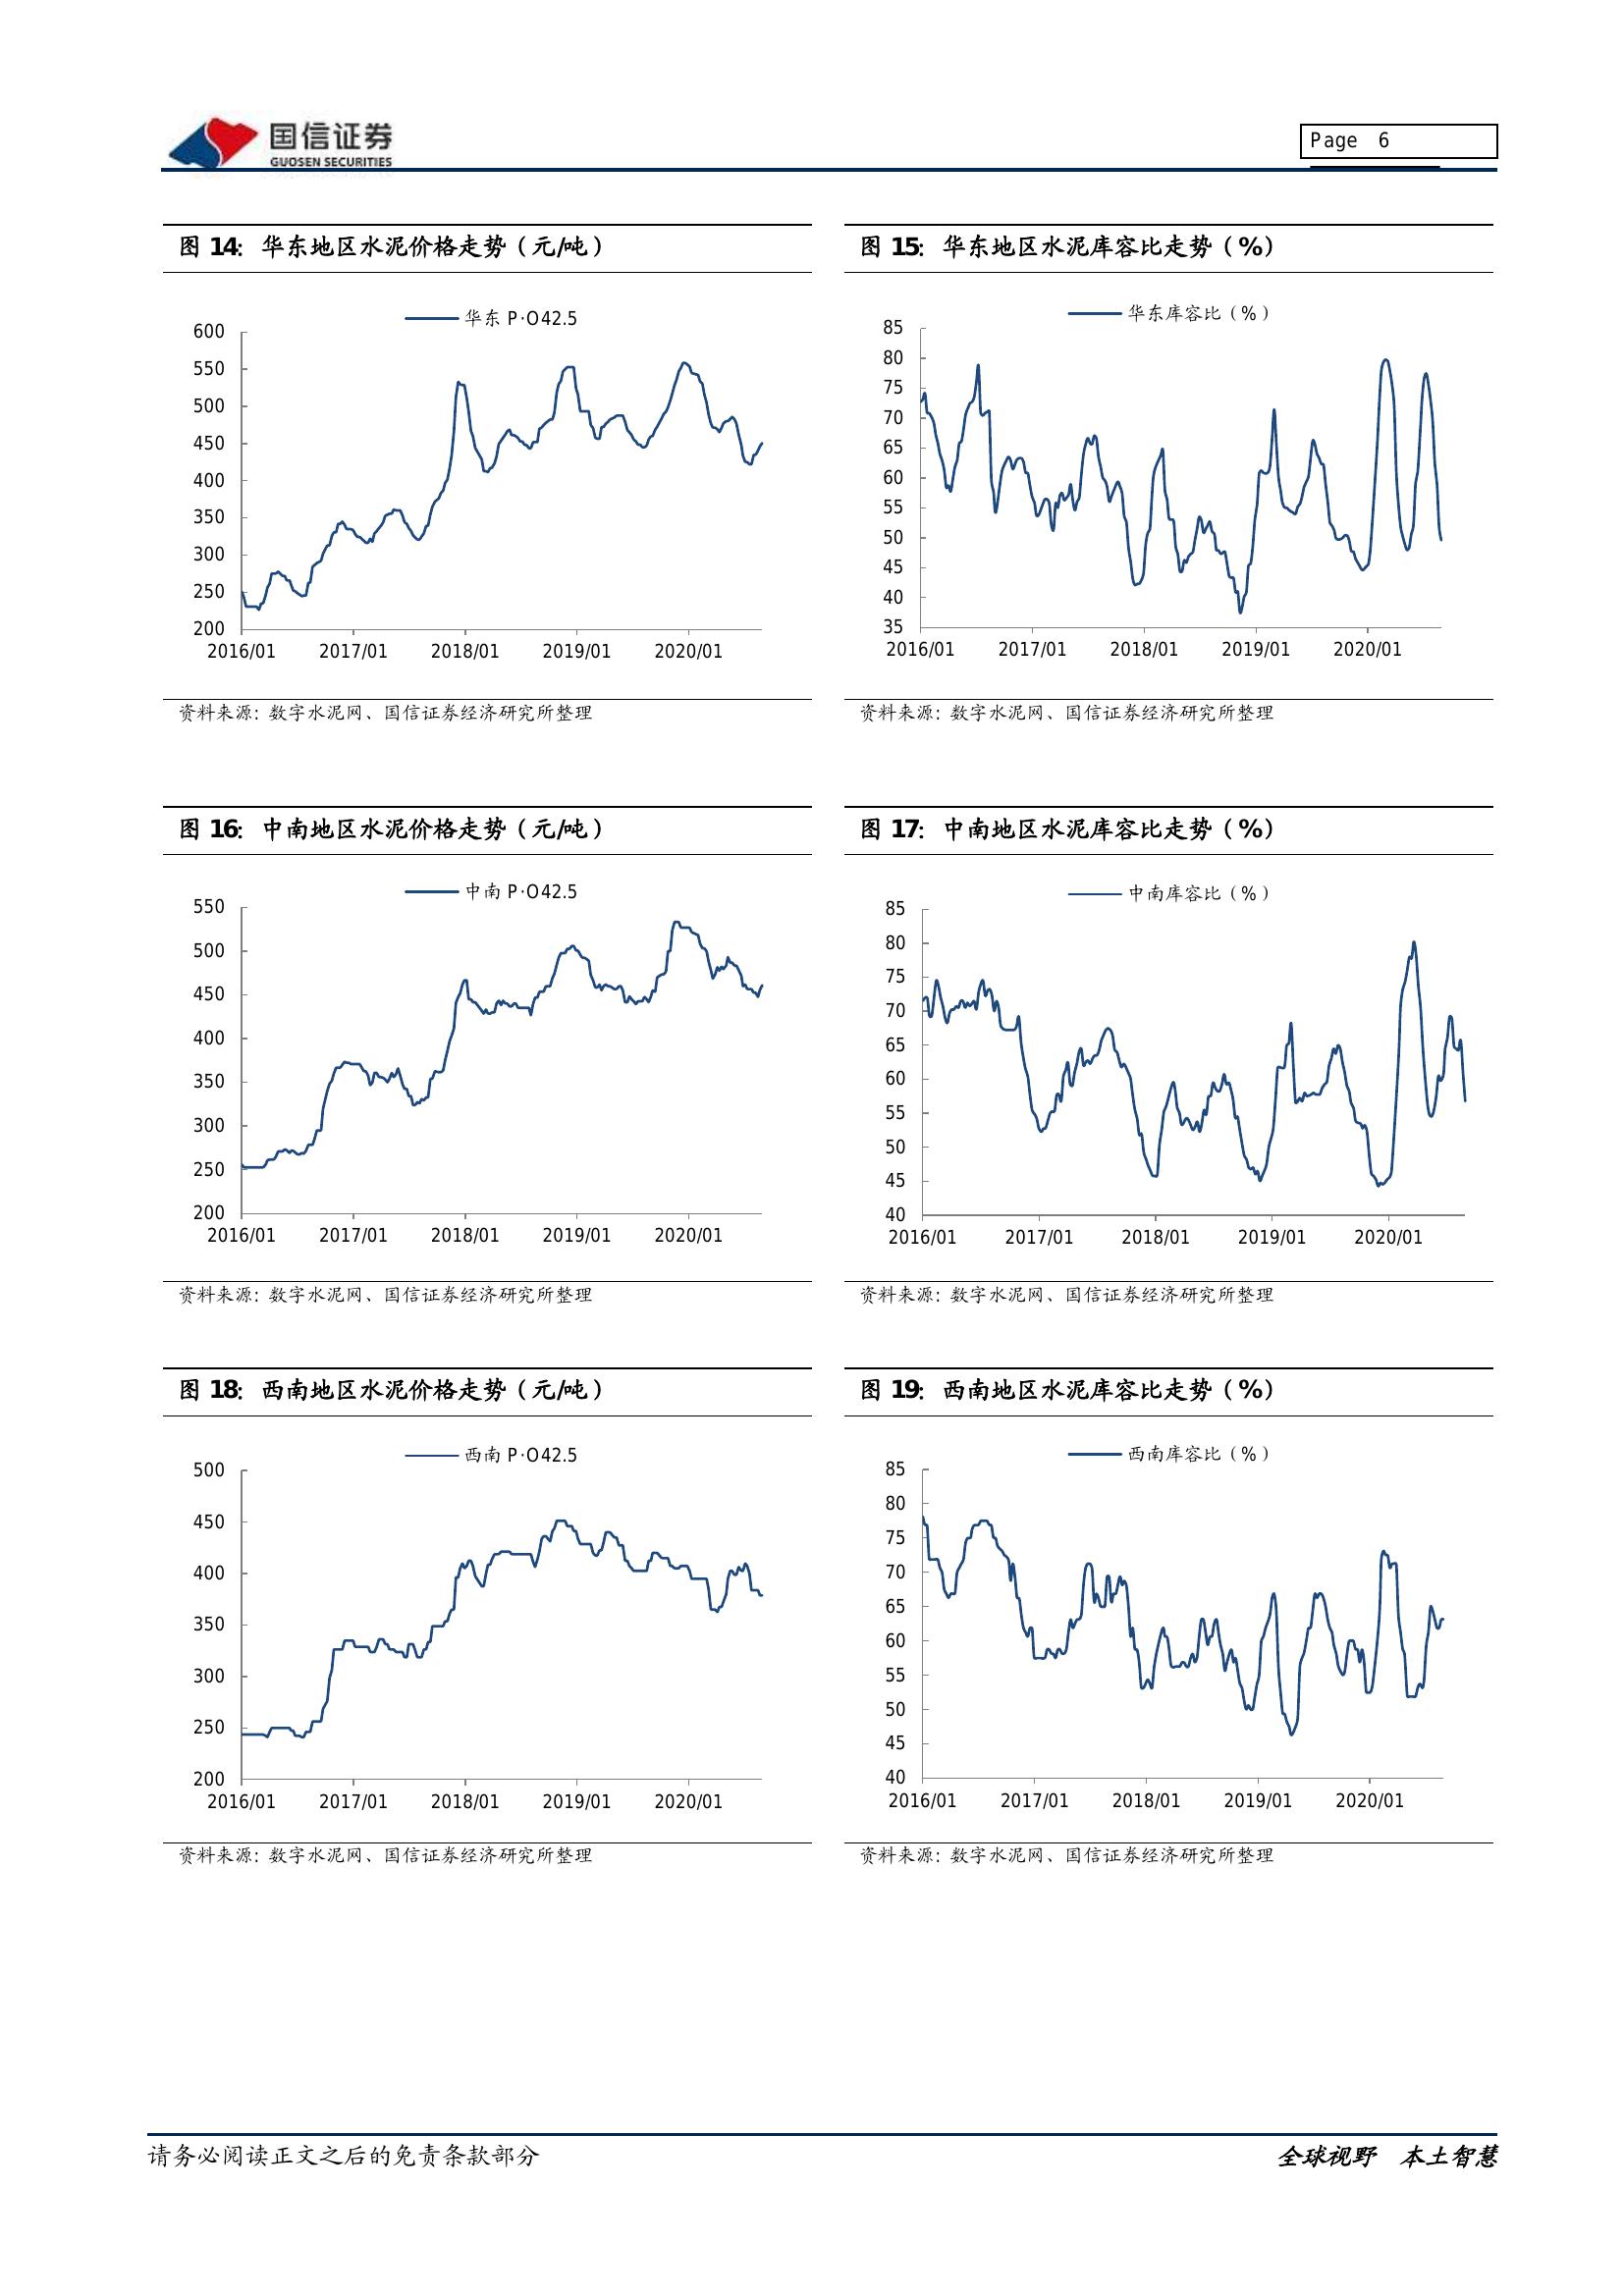 国信证券
GUOSEN SECURITIES
Page 6
图 14: 华东地区水泥价格走势（元/吨）
华东 P·O42.5
600
550
500
450
400
350
300
250
200
2016/01 2017/01 2018/01 2019/01 2020/01
资料来源: 数字水泥网、国信证券经济研究所整理
图 15: 华东地区水泥库容比走势（%）
华东库容比（%）
85
80
75
70
65
60
55
50
45
40
35
2016/01 2017/01 2018/01 2019/01 2020/01
资料来源: 数字水泥网、国信证券经济研究所整理
图 16: 中南地区水泥价格走势（元/吨）
中南 P·O42.5
550
500
450
400
350
300
250
200
2016/01 2017/01 2018/01 2019/01 2020/01
资料来源: 数字水泥网、国信证券经济研究所整理
图 17: 中南地区水泥库容比走势（%）
中南库容比（%）
85
80
75
70
65
60
55
50
45
40
2016/01 2017/01 2018/01 2019/01 2020/01
资料来源: 数字水泥网、国信证券经济研究所整理
图 18: 西南地区水泥价格走势（元/吨）
西南 P·O42.5
500
450
400
350
300
250
200
2016/01 2017/01 2018/01 2019/01 2020/01
资料来源: 数字水泥网、国信证券经济研究所整理
图 19: 西南地区水泥库容比走势（%）
西南库容比（%）
85
80
75
70
65
60
55
50
45
40
2016/01 2017/01 2018/01 2019/01 2020/01
资料来源: 数字水泥网、国信证券经济研究所整理
请务必阅读正文之后的免责条款部分
全球视野 本土智慧